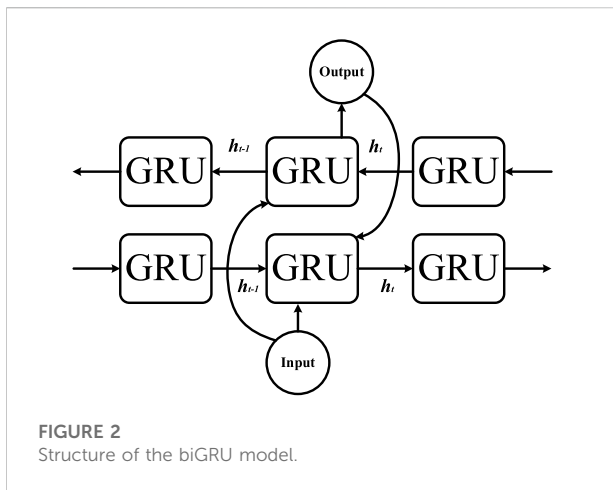 Output
h_{t-1} h_t
GRU GRU GRU
GRU GRU GRU
h_{t-1} h_t
Input
FIGURE 2
Structure of the biGRU model.